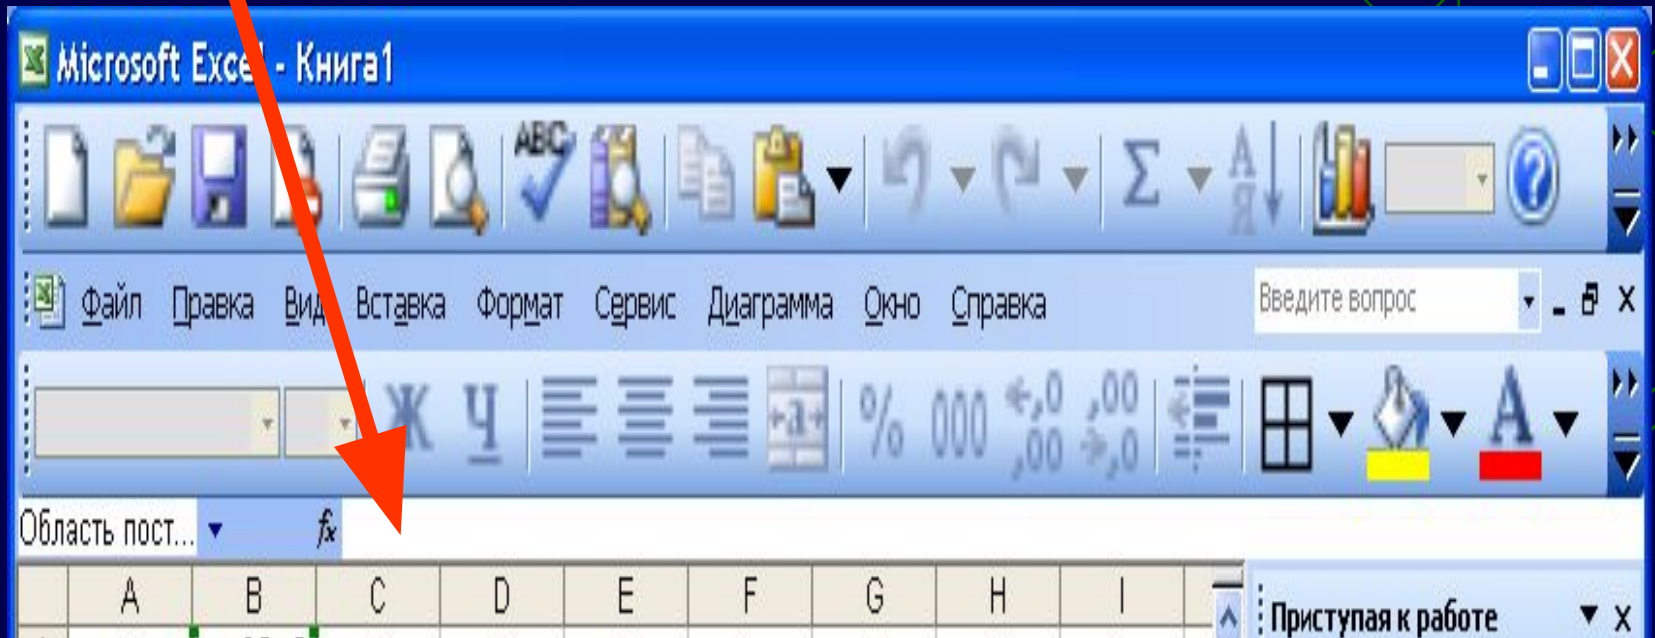 Microsoft Excel - Книга1
ABC Σ А Я
Файл Правка Вид Вставка Формат Сервис Диаграмма Окно Справка Введите вопрос
Ж Ч a % 000 ,0 ,00 ,00 ,0 A
Область пост... fx
A B C D E F G H I
Приступая к работе